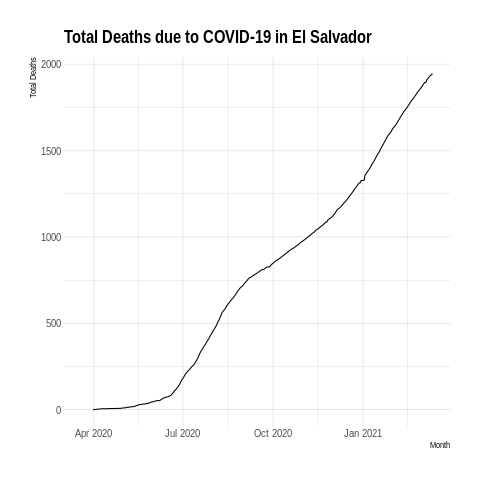 Total Deaths due to COVID-19 in El Salvador
Total Deaths
2000
1500
1000
500
0
Apr 2020 Jul 2020 Oct 2020 Jan 2021
Month